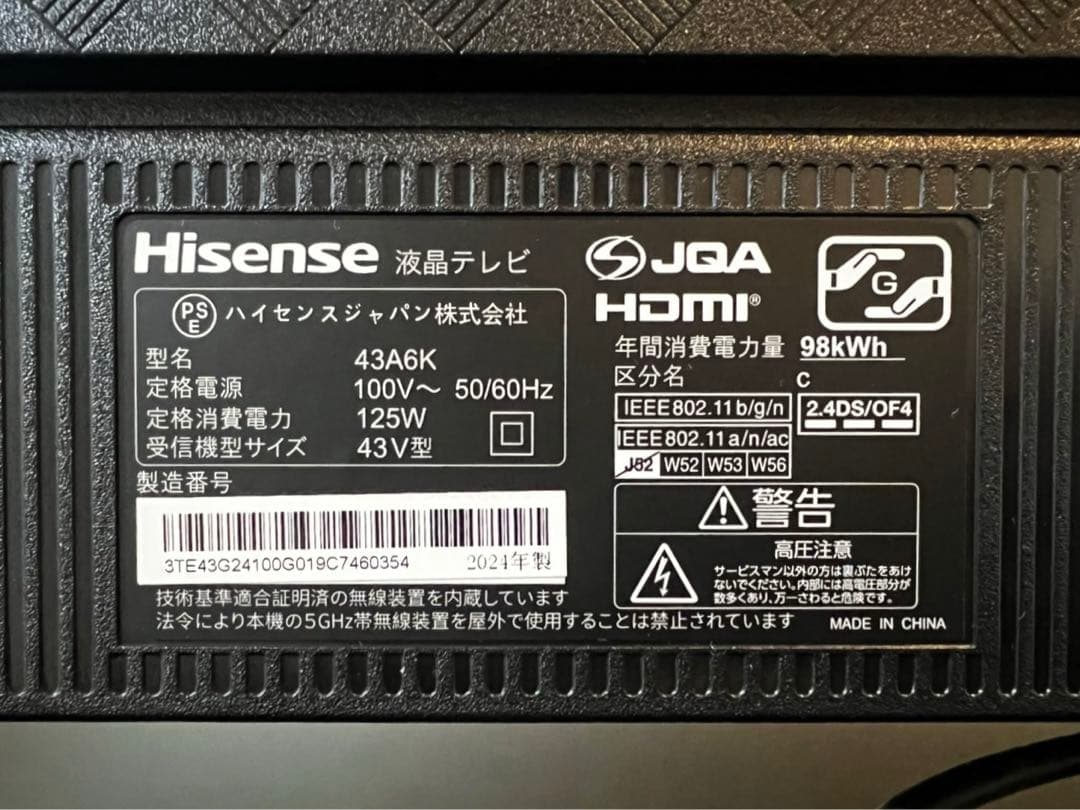 Hisense 液晶テレビ
PS
E
ハイセンスジャパン株式会社
型名 43A6K
定格電源 100V～ 50/60Hz
定格消費電力 125W
受信機型サイズ 43V型
製造番号
3TE43G24100G019C7460354 2024年製
技術基準適合証明済の無線装置を内蔵しています
法令により本機の5GHz帯無線装置を屋外で使用することは禁止されています
JQA
HDMI®
G
年間消費電力量 98kWh
区分名 C
IEEE802.11b/g/n
2.4DS/OF4
IEEE802.11a/n/ac
J52 W52 W53 W56
警告
高圧注意
サービスマン以外の方は裏ぶたをあけ
ないでください。内部には高電圧部分が
数多くあり、万一さわると危険です。
MADE IN CHINA